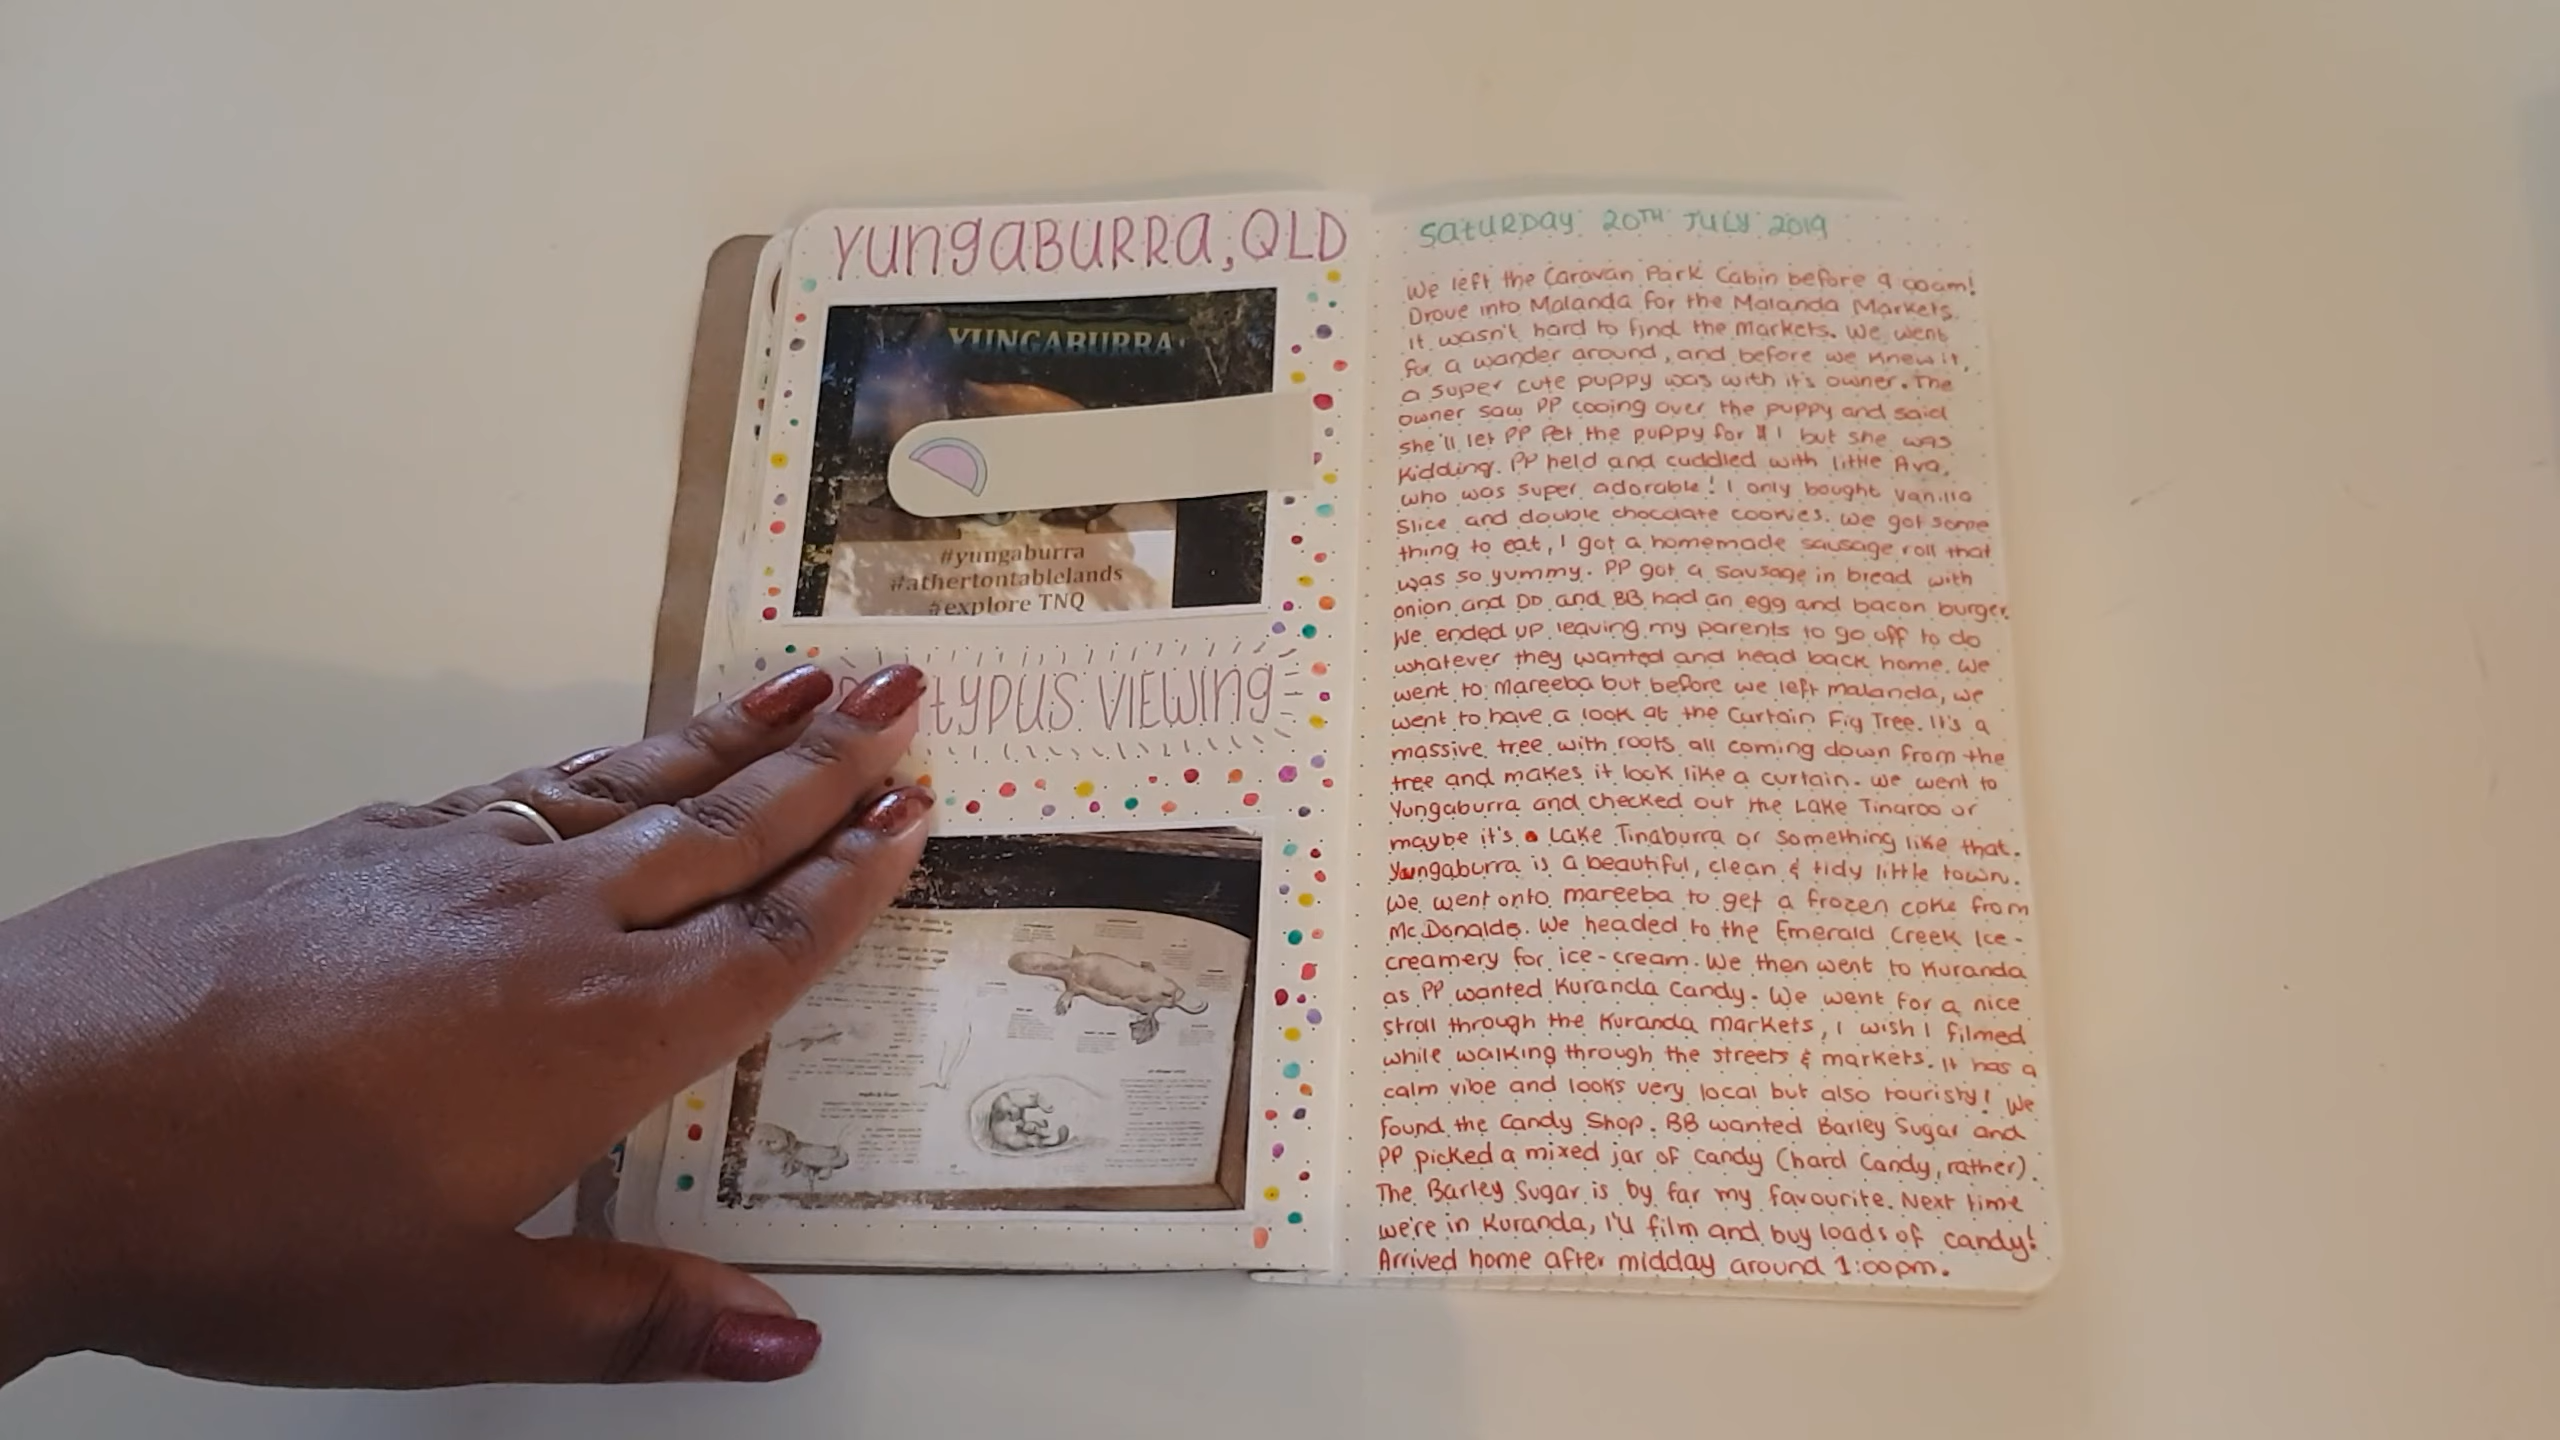 YUNGABURRA, QLD
YUNGABURRA
#yungaburra
#athertontablelands
#explore TNQ
TYPUS VIEWING
SATURDAY 20TH JULY 2019
We left the Caravan Park Cabin before 9:00am!
Drove into Malanda for the Malanda Markets.
it wasn't hard to find the markets. We went
for a wander around, and before we knew it,
a super cute puppy was with it's owner. The
owner saw PP cooing over the puppy and said
she'll let PP Pet the puppy for $1 but she was
kidding. PP held and cuddled with little Ava,
who was super adorable! I only bought vanilla
slice and double chocolate cookies. We got some
thing to eat, I got a homemade sausage roll that
was so yummy. PP got a sausage in bread with
onion and DD and BB had an egg and bacon burger.
We ended up leaving my parents to go off to do
whatever they wanted and head back home. We
went to Mareeba but before we left malanda, we
went to have a look at the Curtain Fig Tree. It's a
massive tree with roots all coming down from the
tree and makes it look like a curtain. We went to
Yungaburra and checked out the Lake Tinaroo or
maybe it's Lake Tinaburra or something like that.
Yungaburra is a beautiful, clean & tidy little town.
We went onto mareeba to get a frozen coke from
McDonalds. We headed to the Emerald Creek Ice-
creamery for ice-cream. We then went to Kuranda
as PP wanted Kuranda Candy. We went for a nice
stroll through the Kuranda markets, I wish I filmed
while walking through the streets & markets. It has a
calm vibe and looks very local but also touristy! We
found the Candy Shop. BB wanted Barley Sugar and
PP picked a mixed jar of candy (hard Candy, rather).
The Barley Sugar is by far my favourite. Next time
we're in Kuranda, I'll film and buy loads of candy!
Arrived home after midday around 1:00pm.